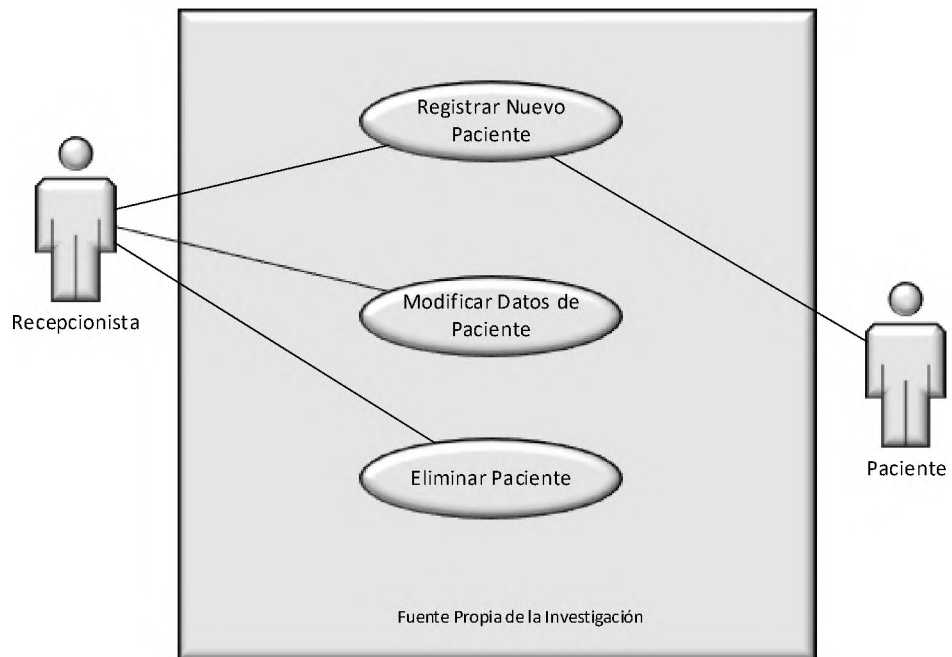 Registrar Nuevo
Paciente
Recepcionista
Modificar Datos de
Paciente
Paciente
Eliminar Paciente
Fuente Propia de la Investigación